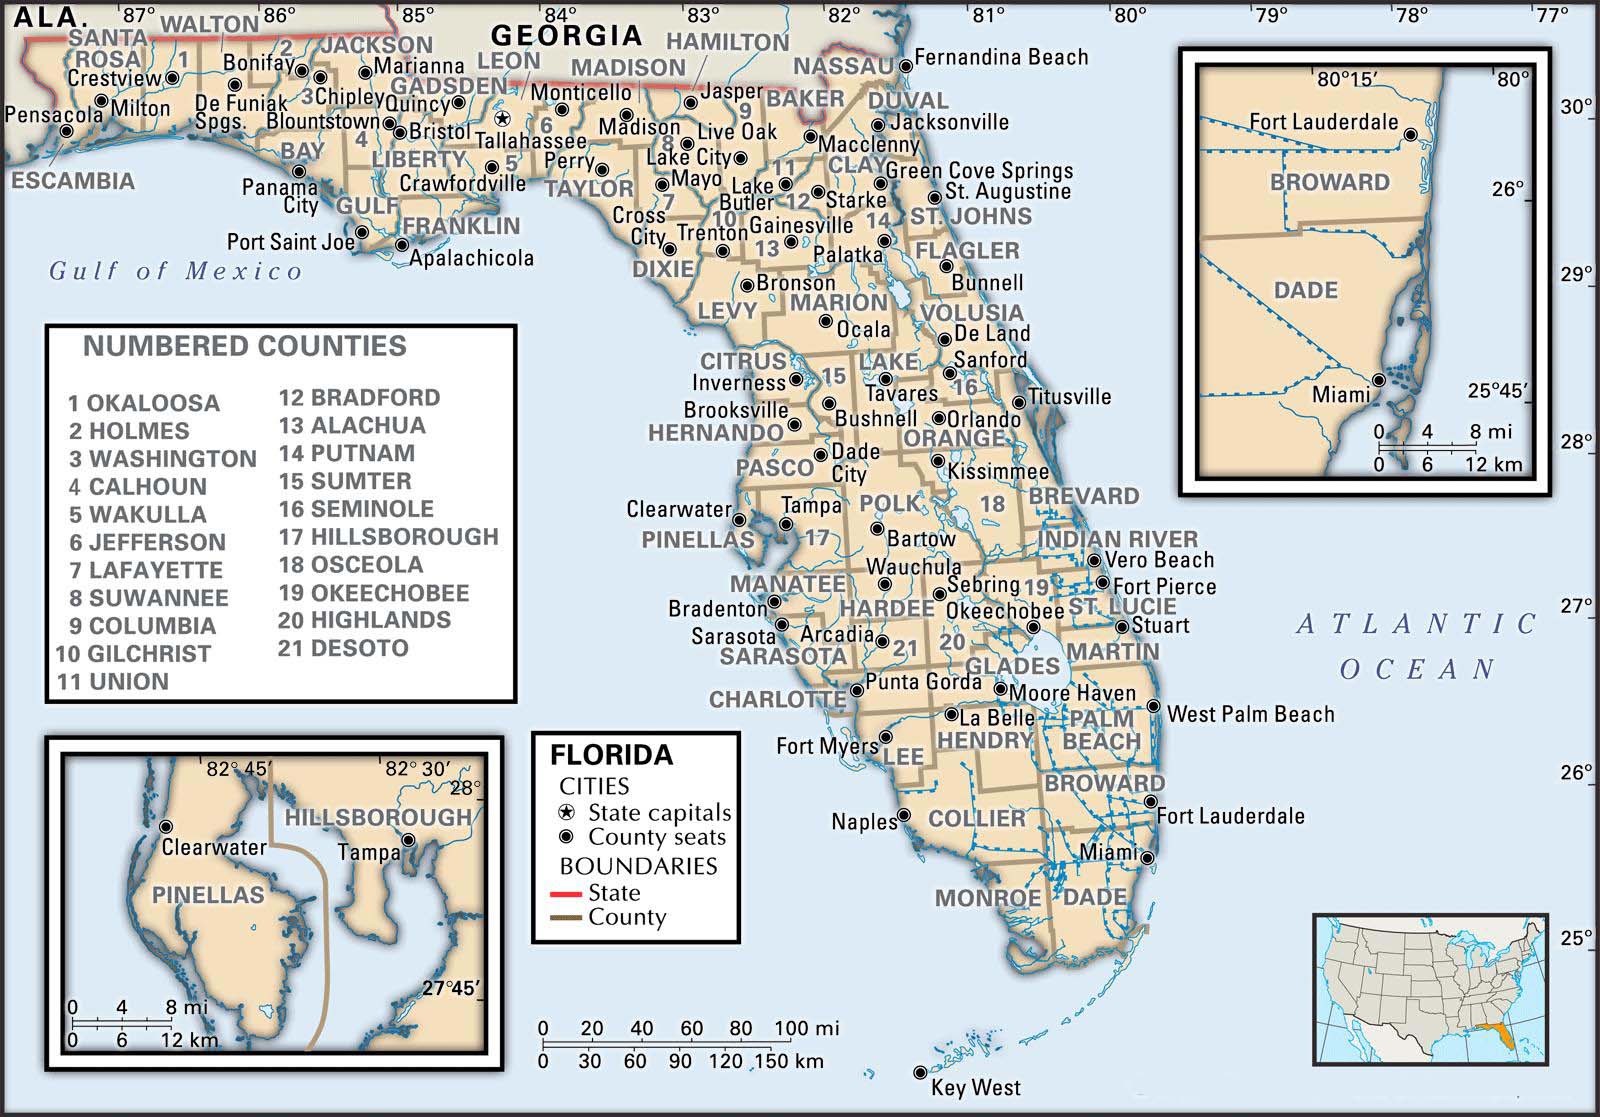 ALA.
87°
86°
85°
84°
83°
82°
81°
80°
79°
78°
77°
WALTON
GEORGIA
HAMILTON
SANTA
ROSA
1
2
JACKSON
LEON
MADISON
NASSAU
Fernandina Beach
Crestview
Bonifay
Marianna
GADSDEN
Monticello
Jasper
BAKER
DUVAL
Milton
De Funiak
Spgs.
3
Chipley
Quincy
9
Jacksonville
30°
Pensacola
Blountstown
Bristol
Tallahassee
6
Madison
Live Oak
Macclenny
BAY
4
LIBERTY
5
Perry
8
Lake City
11
CLAY
Green Cove Springs
ESCAMBIA
Panama
City
Crawfordville
TAYLOR
Mayo
Lake
Butler
12
Starke
St. Augustine
GULF
FRANKLIN
Cross
City
7
10
Gainesville
14
ST. JOHNS
Port Saint Joe
Apalachicola
Trenton
13
Palatka
FLAGLER
Gulf of Mexico
DIXIE
Bronson
Bunnell
29°
LEVY
MARION
VOLUSIA
Ocala
De Land
CITRUS
LAKE
Sanford
Inverness
15
Tavares
16
Titusville
Brooksville
Bushnell
Orlando
HERNANDO
ORANGE
28°
PASCO
Dade
City
Kissimmee
Clearwater
Tampa
POLK
18
BREVARD
PINELLAS
17
Bartow
INDIAN RIVER
Vero Beach
MANATEE
Wauchula
Sebring
19
Fort Pierce
Bradenton
HARDEE
Okeechobee
ST. LUCIE
27°
Sarasota
Arcadia
21
20
Stuart
SARASOTA
GLADES
MARTIN
CHARLOTTE
Punta Gorda
Moore Haven
La Belle
PALM
BEACH
West Palm Beach
Fort Myers
LEE
HENDRY
26°
BROWARD
Naples
COLLIER
Fort Lauderdale
Miami
MONROE
DADE
25°
Key West
ATLANTIC
OCEAN
NUMBERED COUNTIES
1 OKALOOSA
2 HOLMES
3 WASHINGTON
4 CALHOUN
5 WAKULLA
6 JEFFERSON
7 LAFAYETTE
8 SUWANNEE
9 COLUMBIA
10 GILCHRIST
11 UNION
12 BRADFORD
13 ALACHUA
14 PUTNAM
15 SUMTER
16 SEMINOLE
17 HILLSBOROUGH
18 OSCEOLA
19 OKEECHOBEE
20 HIGHLANDS
21 DESOTO
80°15′
80°
Fort Lauderdale
BROWARD
26°
DADE
Miami
25°45′
0 4 8 mi
0 6 12 km
82°45′
82°30′
28°
HILLSBOROUGH
Clearwater
Tampa
PINELLAS
27°45′
0 4 8 mi
0 6 12 km
FLORIDA
CITIES
State capitals
County seats
BOUNDARIES
State
County
0 20 40 60 80 100 mi
0 30 60 90 120 150 km